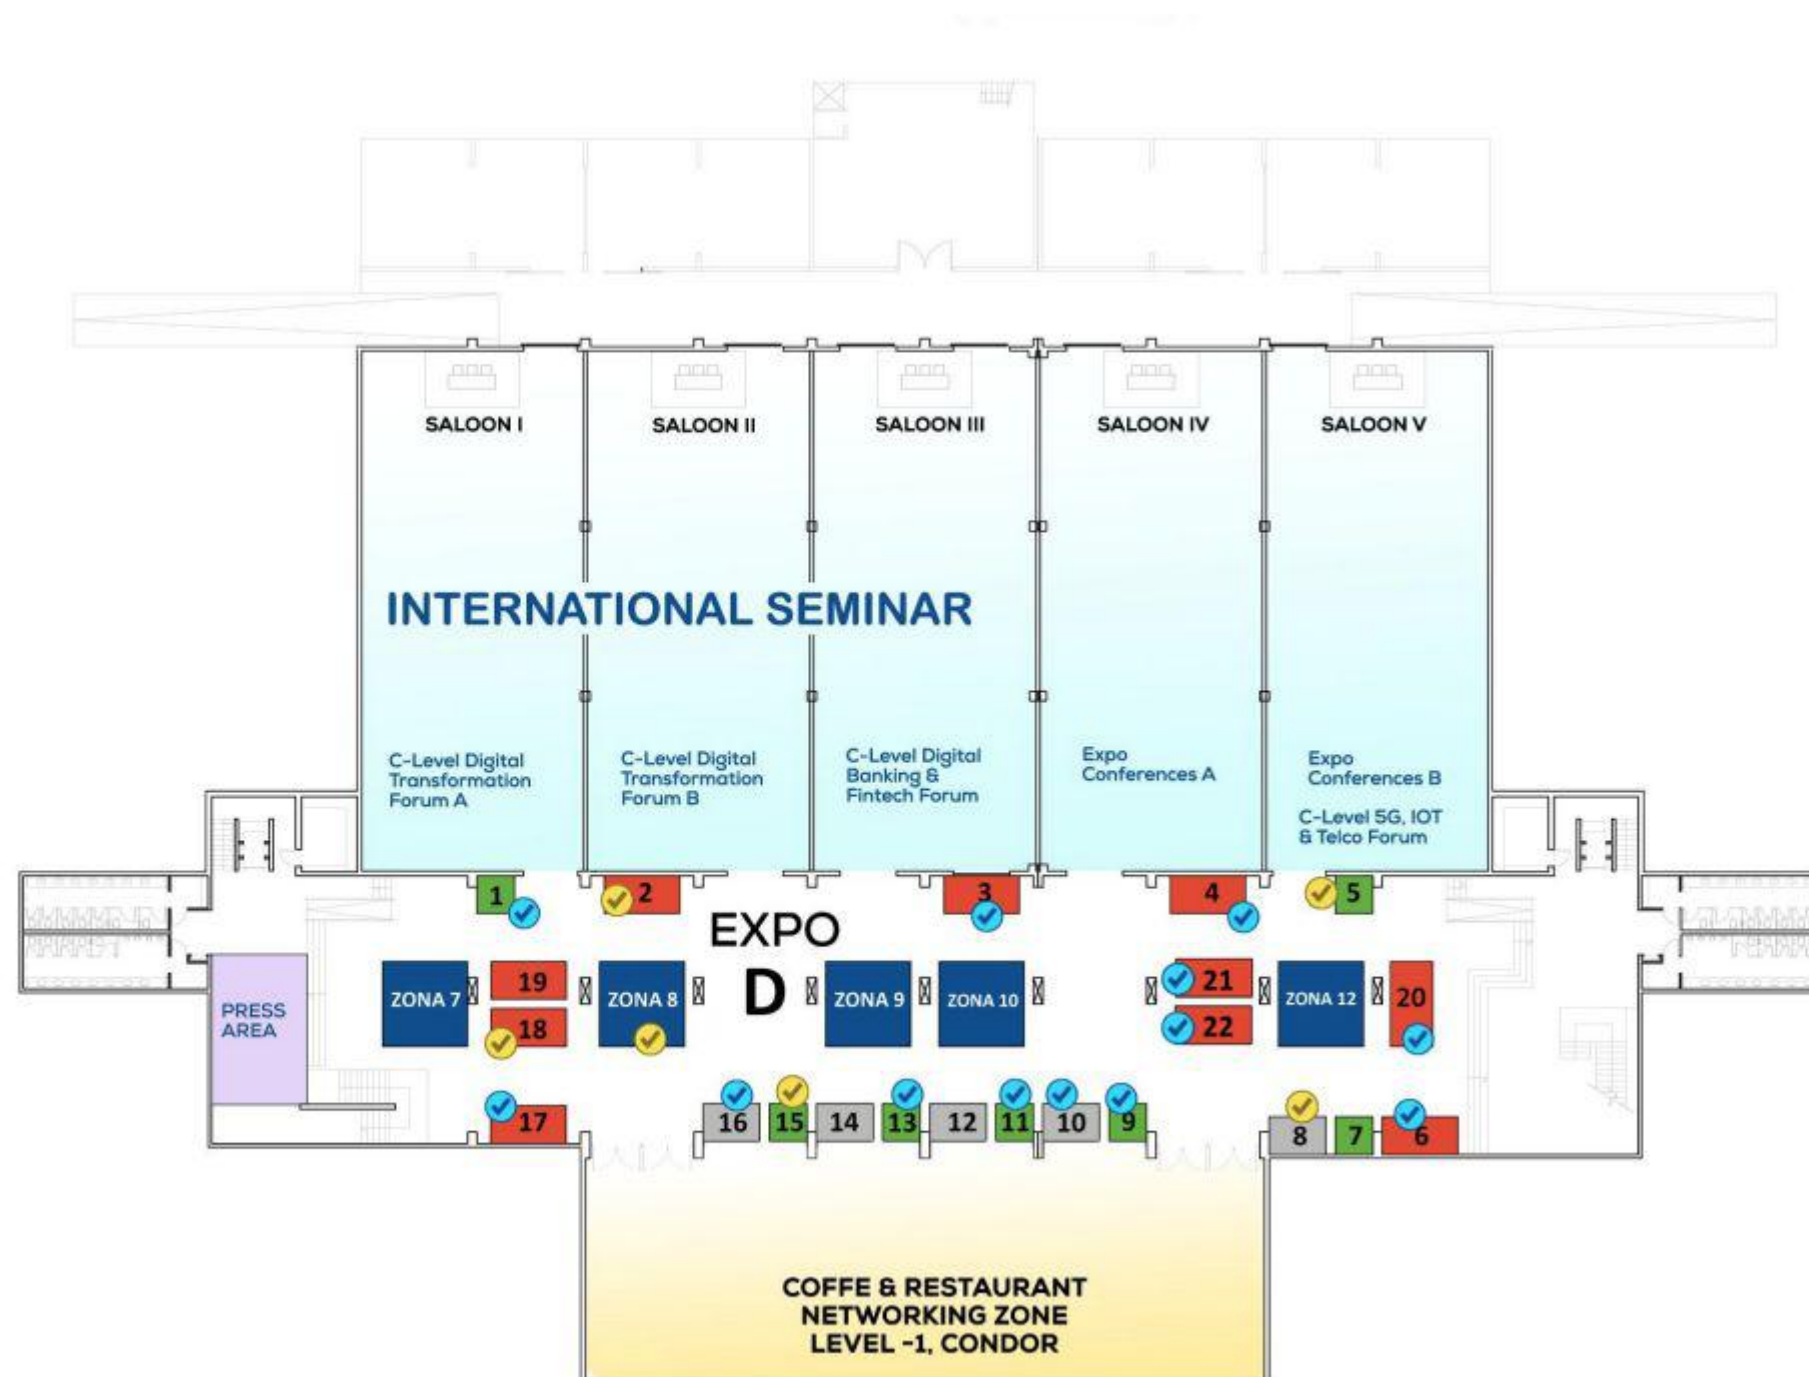 SALOON I
SALOON II
SALOON III
SALOON IV
SALOON V
INTERNATIONAL SEMINAR
C-Level Digital
Transformation
Forum A
C-Level Digital
Transformation
Forum B
C-Level Digital
Banking &
Fintech Forum
Expo
Conferences A
Expo
Conferences B
C-Level 5G, IOT
& Telco Forum
1
2
3
4
5
EXPO
D
PRESS
AREA
ZONA 7
19
18
ZONA 8
ZONA 9
ZONA 10
21
22
ZONA 12
20
17
16
15
14
13
12
11
10
9
8
7
6
COFFE & RESTAURANT
NETWORKING ZONE
LEVEL -1, CONDOR